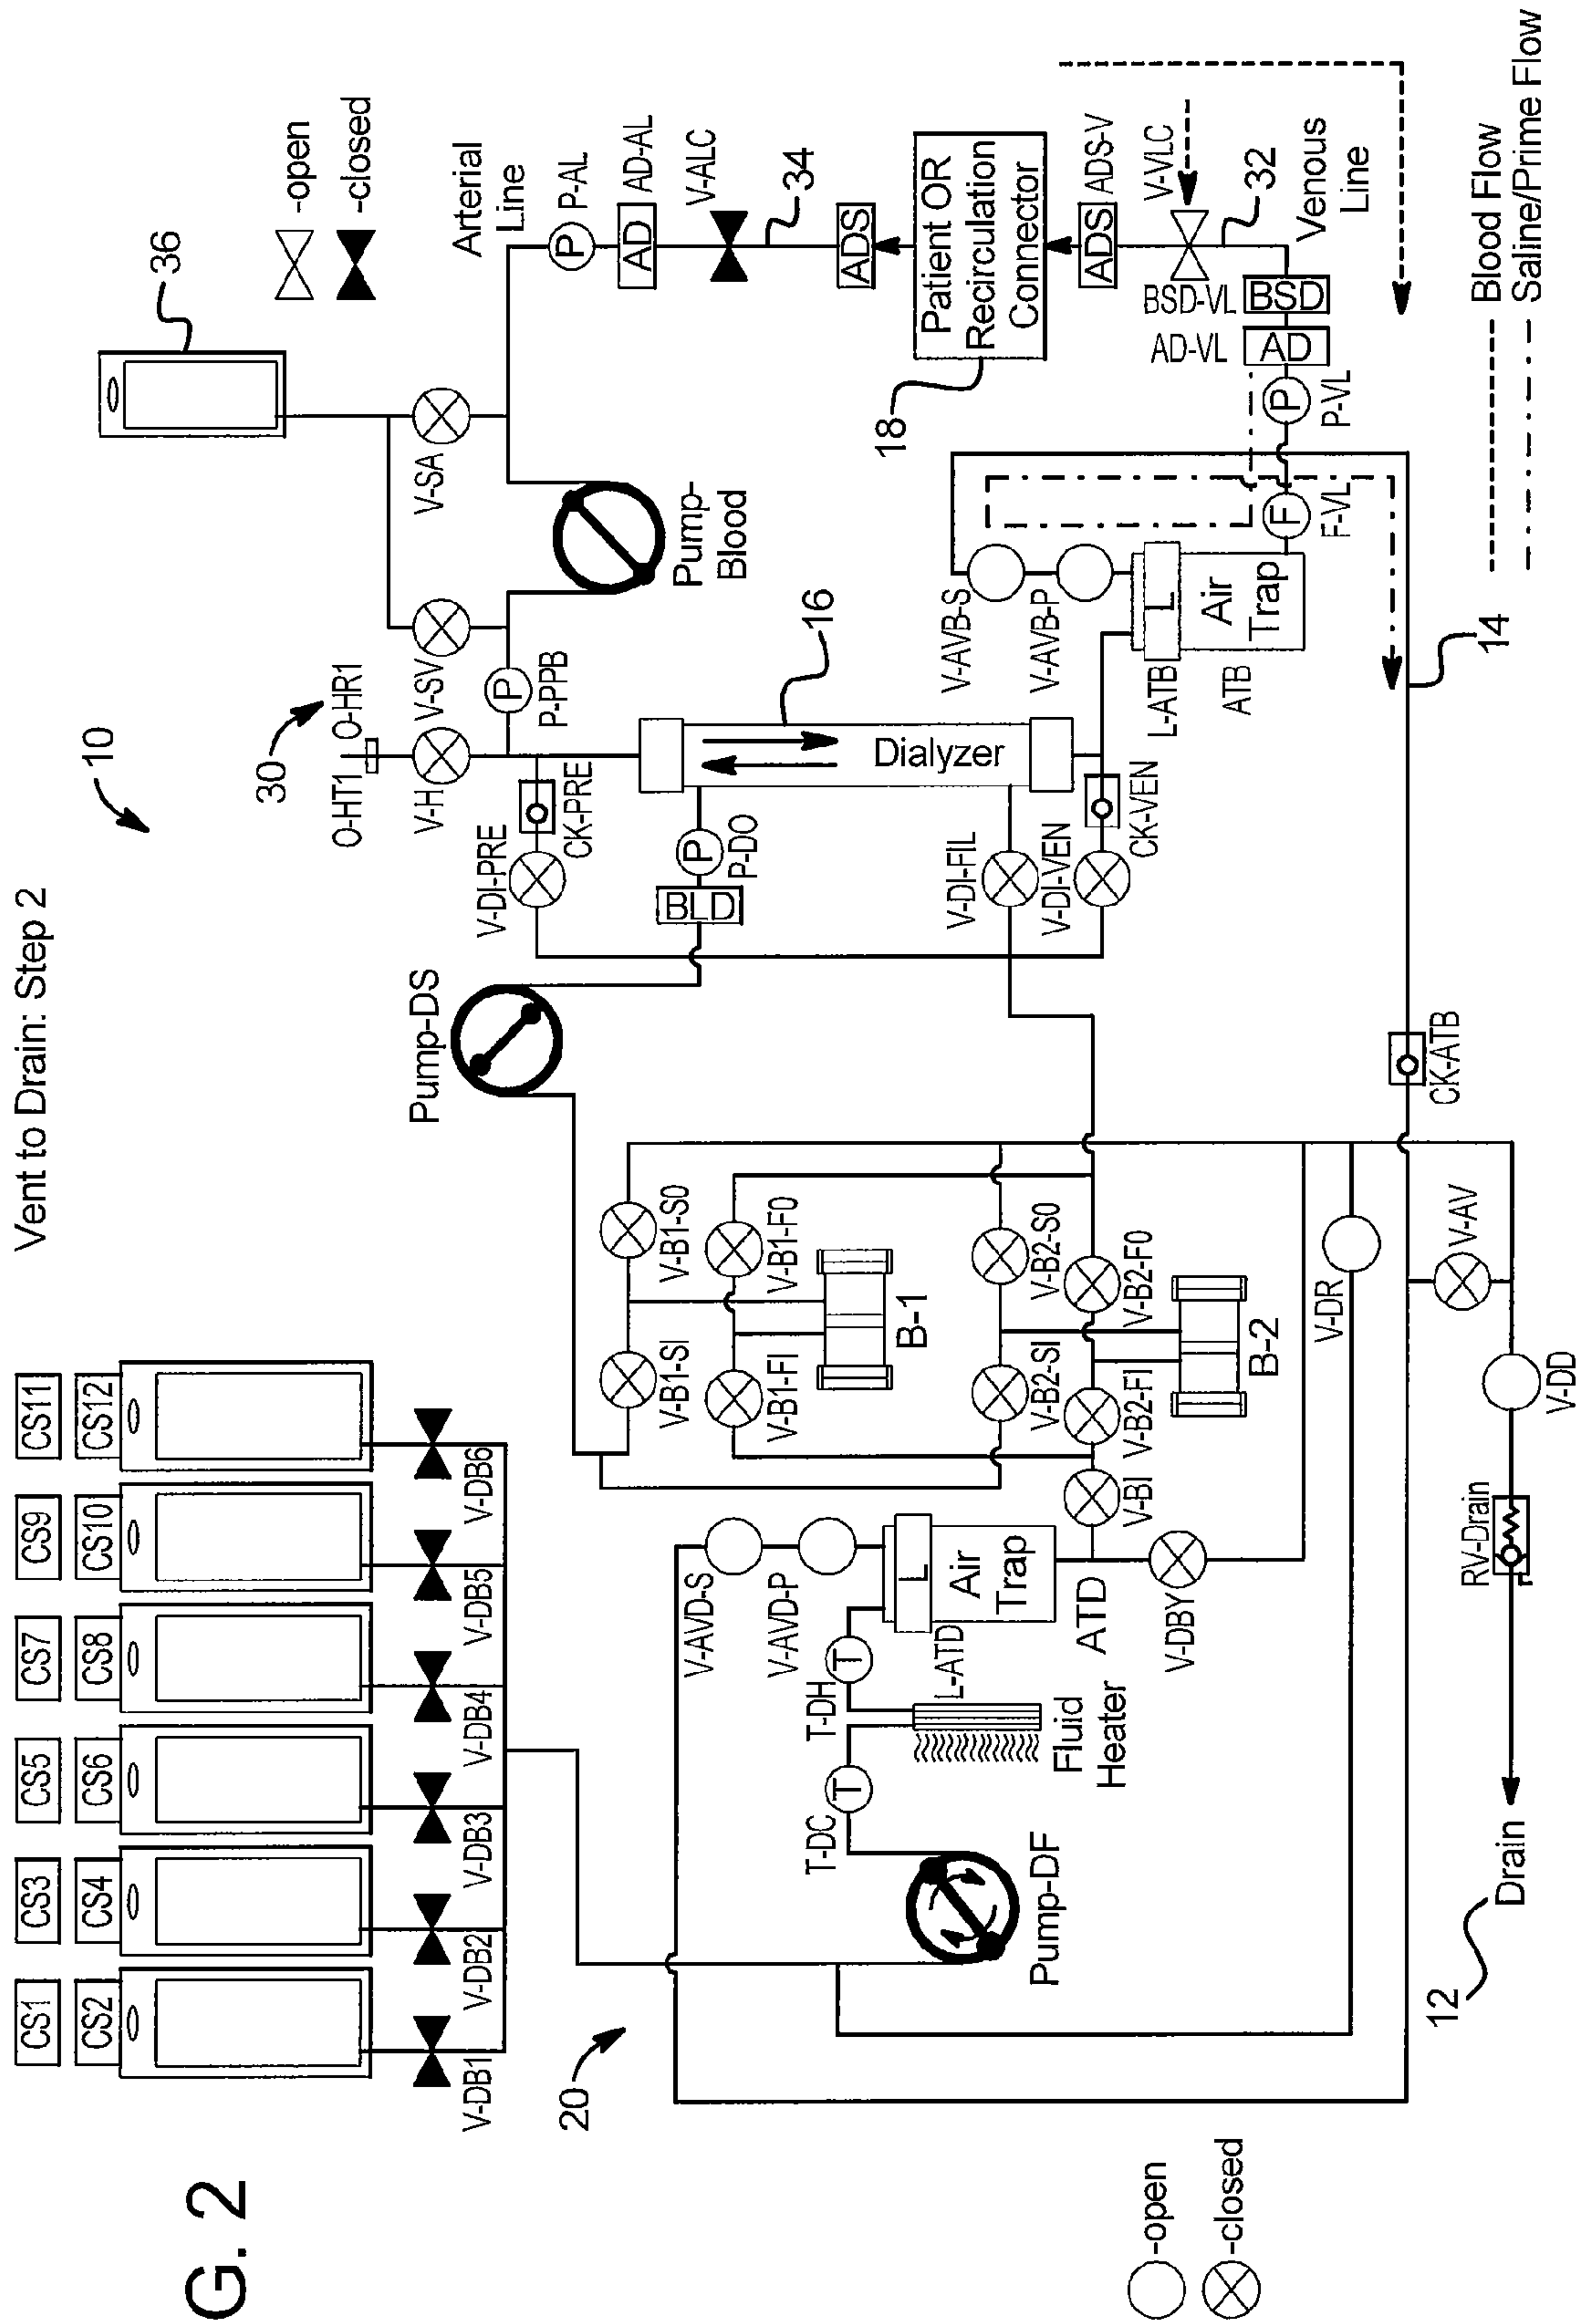 FIG. 2
Vent to Drain: Step 2
10
CS1
CS2
CS3
CS4
CS5
CS6
CS7
CS8
CS9
CS10
CS11
CS12
V-DB1
V-DB2
V-DB3
V-DB4
V-DB5
V-DB6
20
Pump-DS
30
O-HT1
O-HR1
V-H
V-SV
V-SA
36
-open
-closed
V-DI-PRE
CK-PRE
P
P-PPB
Pump-
Blood
Arterial
Line
P
P-AL
AD
AD-AL
V-ALC
34
ADS
Patient OR
Recirculation
Connector
18
ADS
ADS-V
V-VLC
32
Venous
Line
BSD-VL
BSD
AD-VL
AD
P
P-VL
F
F-VL
BLD
P
P-DO
16
Dialyzer
V-DI-FIL
V-DI-VEN
CK-VEN
V-AVB-S
V-AVB-P
L
L-ATB
Air
Trap
ATB
14
CK-ATB
V-B1-SI
V-B1-S0
V-B1-FI
V-B1-F0
B-1
V-B2-SI
V-B2-S0
V-B2-FI
V-B2-F0
B-2
V-BI
V-AVD-S
V-AVD-P
L
L-ATD
Air
Trap
ATD
V-DBY
T
T-DH
T
T-DC
Fluid
Heater
Pump-DF
V-DR
V-AV
V-DD
RV-Drain
Drain
12
-open
-closed
Blood Flow
Saline/Prime Flow